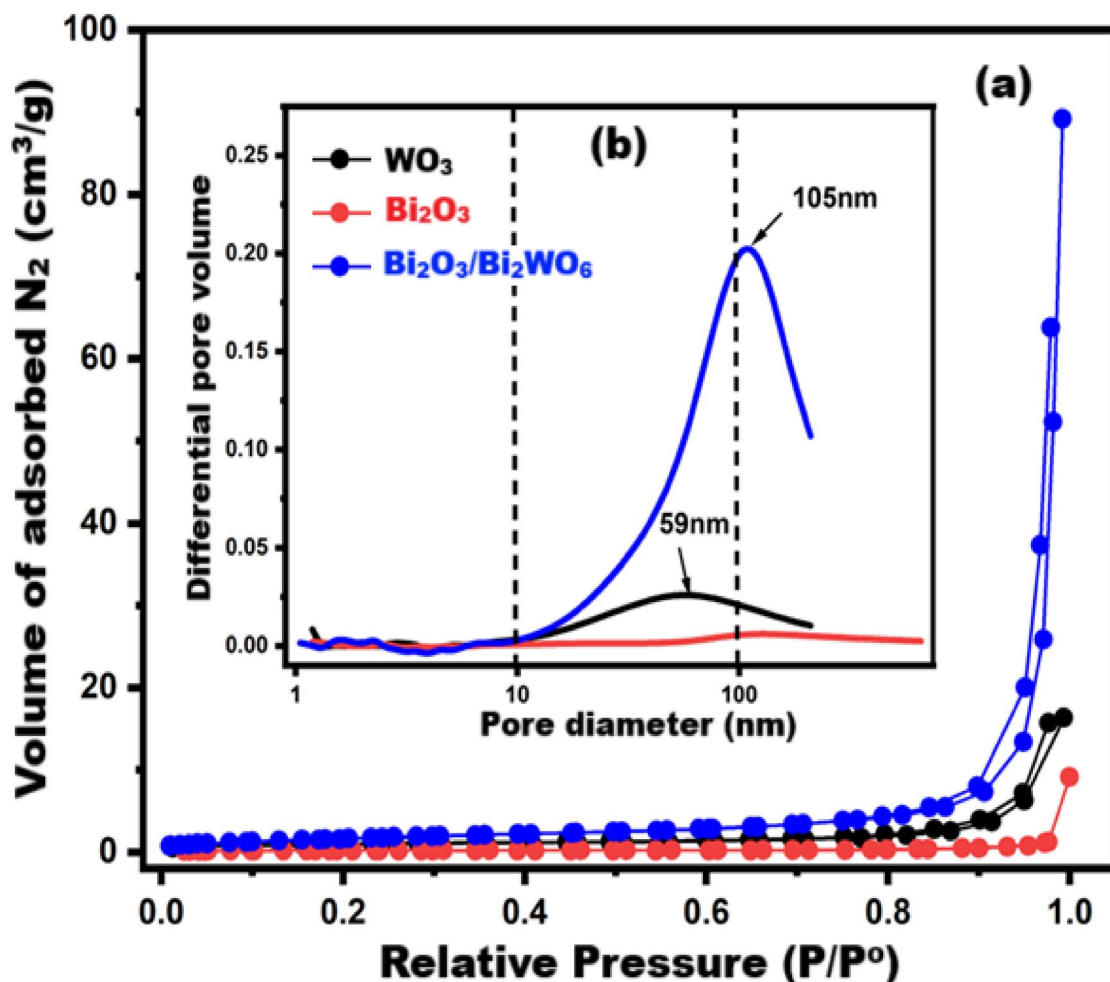 100
80
60
40
20
0
Volume of adsorbed N₂ (cm³/g)
(a)
(b)
WO₃
Bi₂O₃
Bi₂O₃/Bi₂WO₆
105nm
59nm
0.25
0.20
0.15
0.10
0.05
0.00
Differential pore volume
1 10 100
Pore diameter (nm)
0.0 0.2 0.4 0.6 0.8 1.0
Relative Pressure (P/Pᵒ)